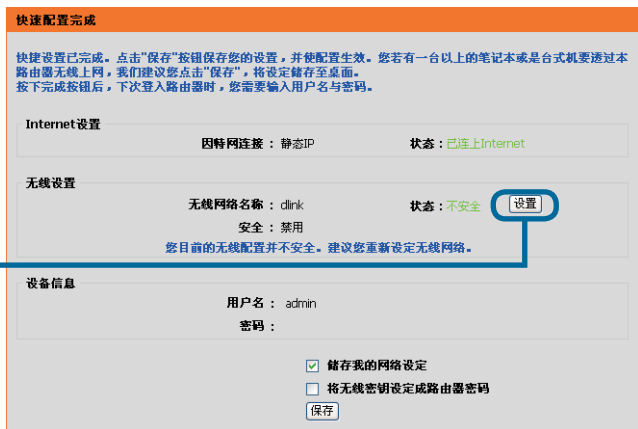 快速配置完成
快捷设置已完成。点击"保存"按钮保存您的设置，并使配置生效。您若有一台以上的笔记本或是台式机要透过本
路由器无线上网，我们建议您点击"保存"，将设定储存至桌面。
按下完成按钮后，下次登入路由器时，您需要输入用户名与密码。
Internet设置
因特网连接： 静态IP 状态：已连上Internet
无线设置
无线网络名称： dlink 状态：不安全 设置
安全： 禁用
您目前的无线配置并不安全。建议您重新设定无线网络。
设备信息
用户名： admin
密码：
储存我的网络设定
将无线密钥设定成路由器密码
保存